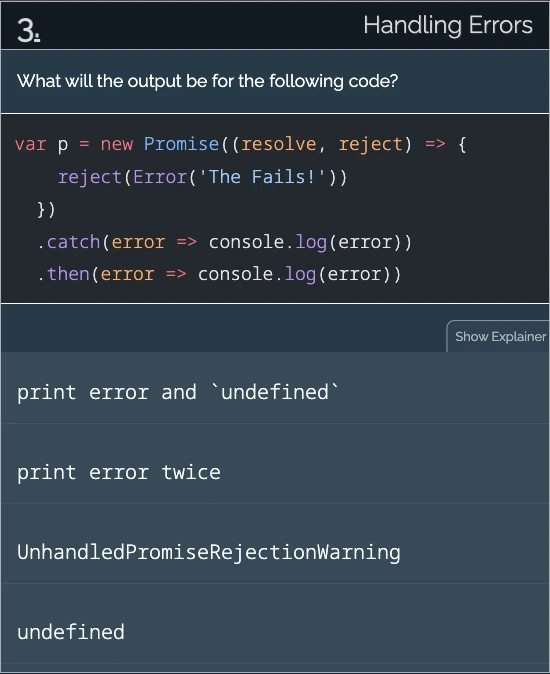 3.
Handling Errors
What will the output be for the following code?
var p = new Promise((resolve, reject) => {
    reject(Error('The Fails!'))
  })
  .catch(error => console.log(error))
  .then(error => console.log(error))
Show Explainer
print error and `undefined`
print error twice
UnhandledPromiseRejectionWarning
undefined